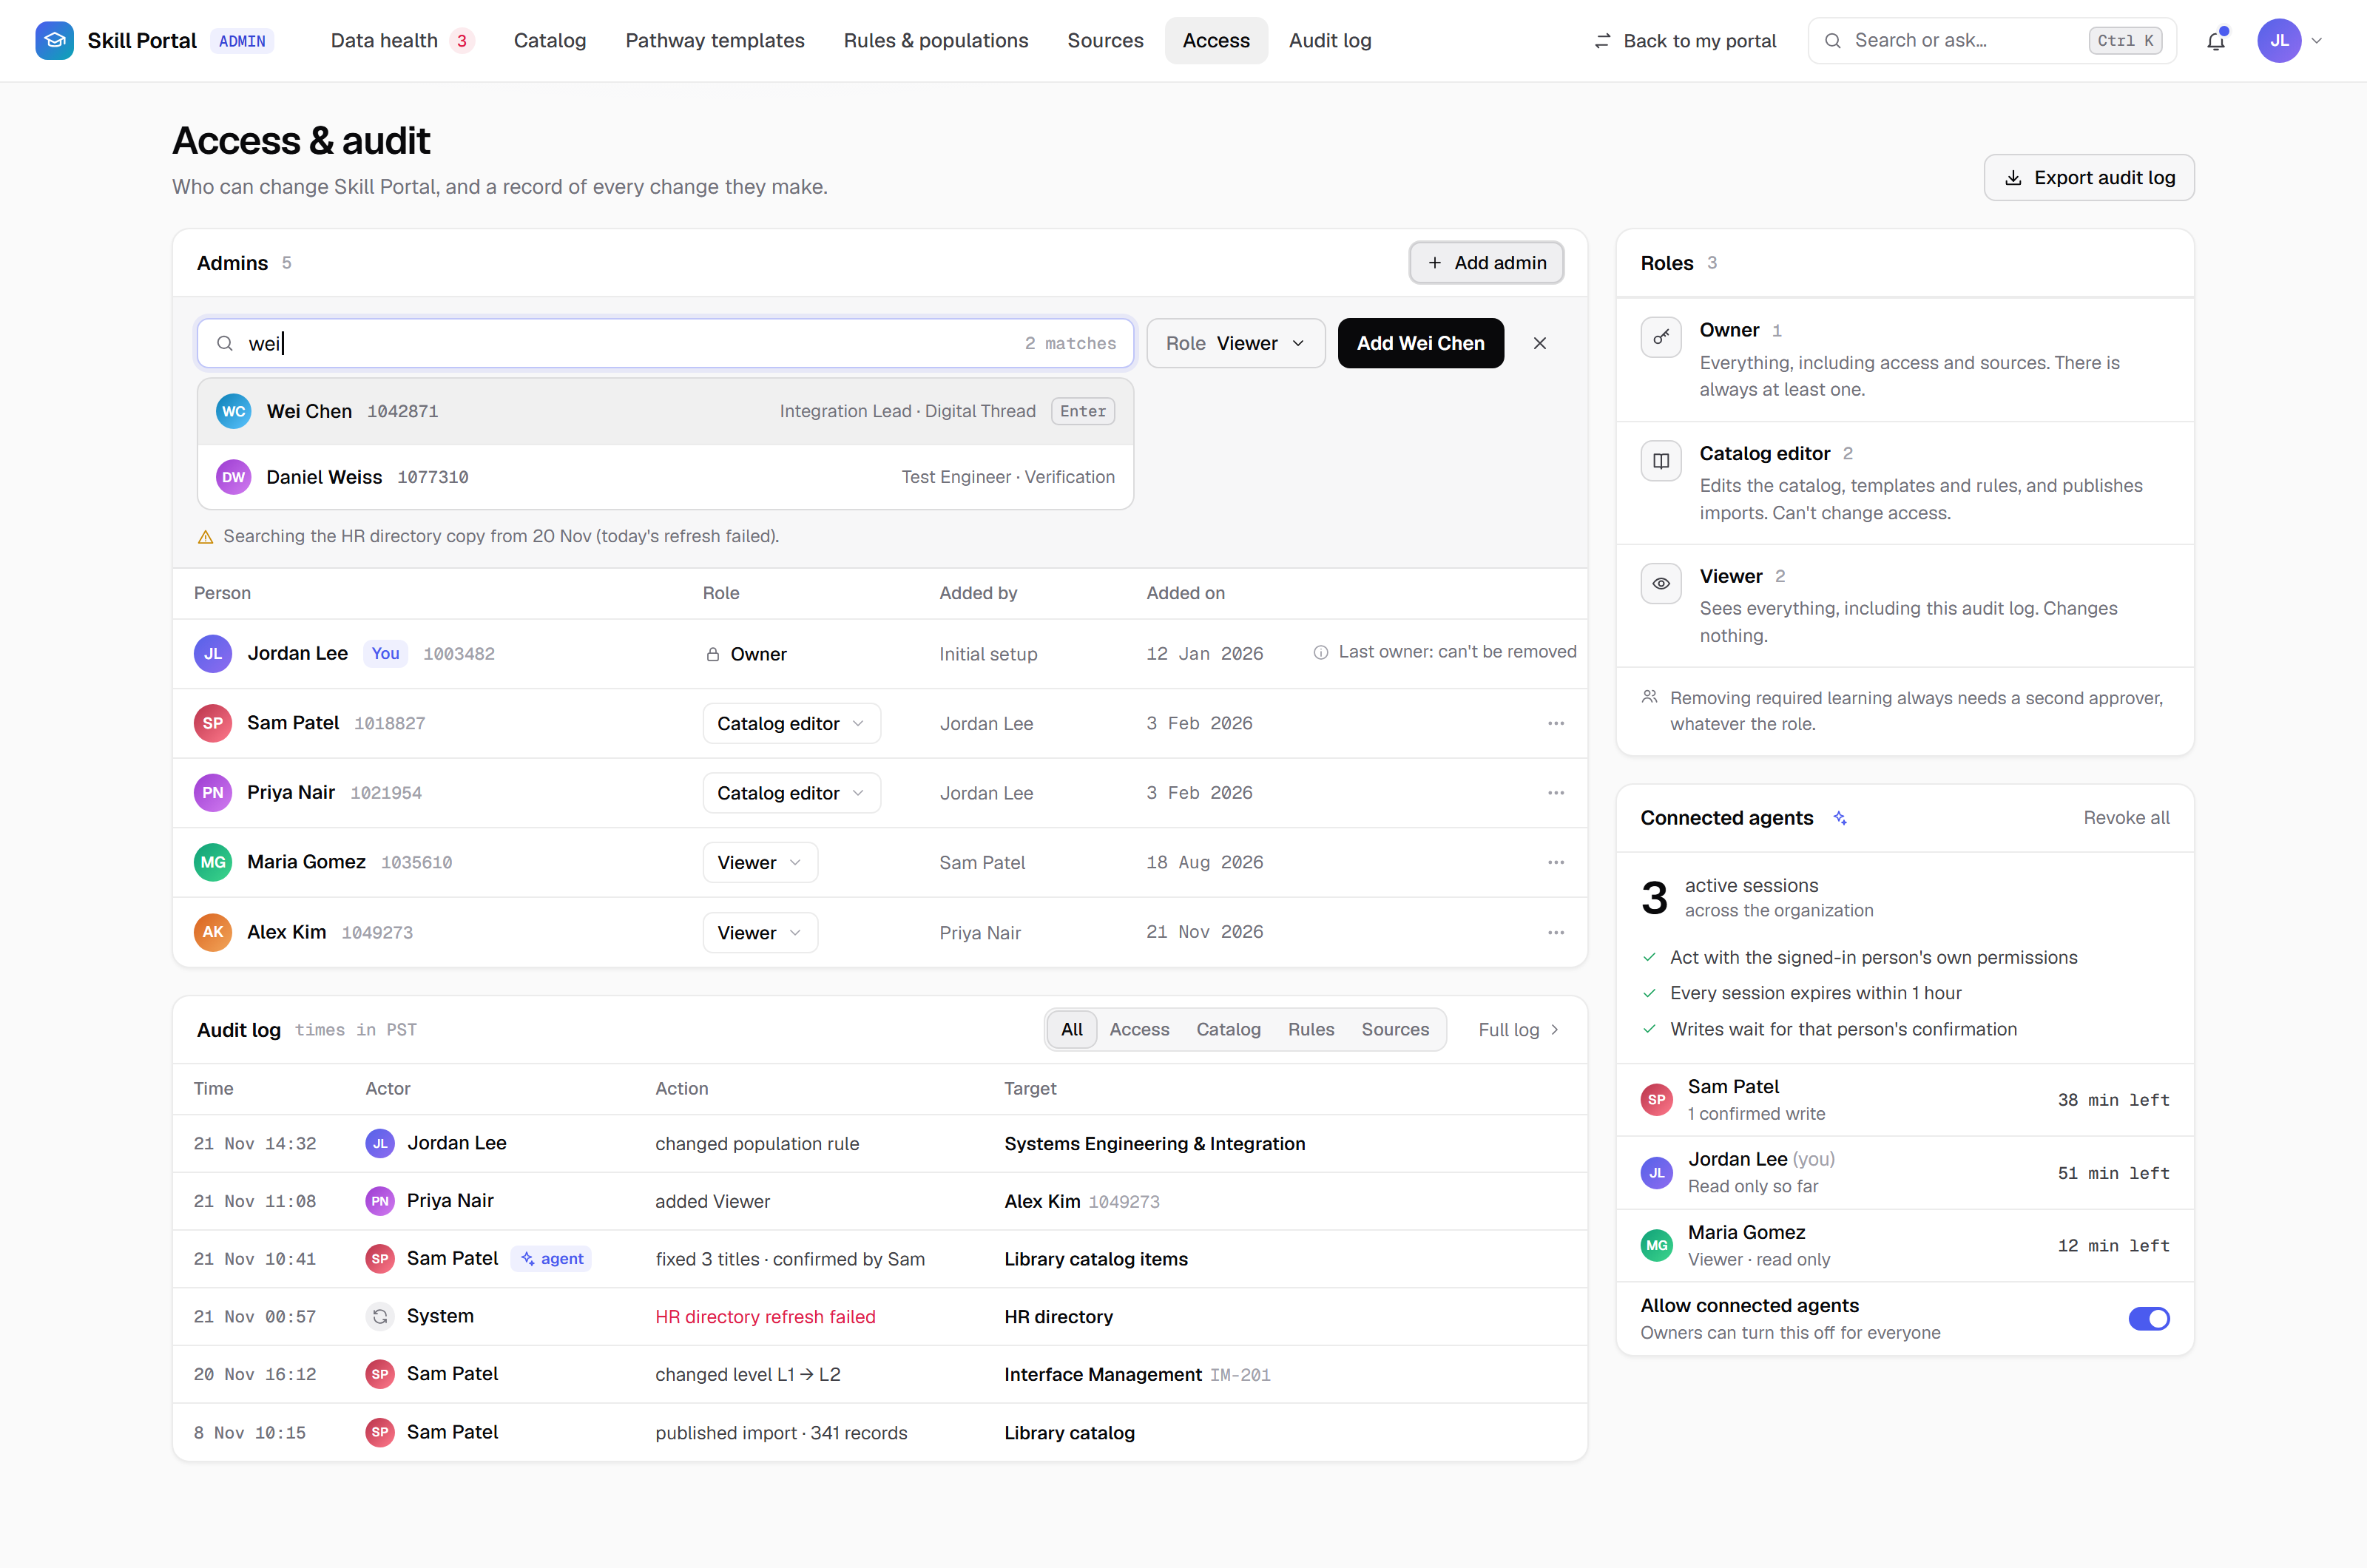 Skill Portal ADMIN Data health 3 Catalog Pathway templates Rules & populations Sources Access Audit log Back to my portal Search or ask... Ctrl K JL
Access & audit
Who can change Skill Portal, and a record of every change they make.
Export audit log
Admins 5
Add admin
wei 2 matches
Role Viewer
Add Wei Chen
WC Wei Chen 1042871 Integration Lead · Digital Thread Enter
DW Daniel Weiss 1077310 Test Engineer · Verification
Searching the HR directory copy from 20 Nov (today's refresh failed).
Person Role Added by Added on
JL Jordan Lee You 1003482 Owner Initial setup 12 Jan 2026 Last owner: can't be removed
SP Sam Patel 1018827 Catalog editor Jordan Lee 3 Feb 2026
PN Priya Nair 1021954 Catalog editor Jordan Lee 3 Feb 2026
MG Maria Gomez 1035610 Viewer Sam Patel 18 Aug 2026
AK Alex Kim 1049273 Viewer Priya Nair 21 Nov 2026
Audit log times in PST
All Access Catalog Rules Sources Full log
Time Actor Action Target
21 Nov 14:32 JL Jordan Lee changed population rule Systems Engineering & Integration
21 Nov 11:08 PN Priya Nair added Viewer Alex Kim 1049273
21 Nov 10:41 SP Sam Patel agent fixed 3 titles · confirmed by Sam Library catalog items
21 Nov 00:57 System HR directory refresh failed HR directory
20 Nov 16:12 SP Sam Patel changed level L1 → L2 Interface Management IM-201
8 Nov 10:15 SP Sam Patel published import · 341 records Library catalog
Roles 3
Owner 1
Everything, including access and sources. There is
always at least one.
Catalog editor 2
Edits the catalog, templates and rules, and publishes
imports. Can't change access.
Viewer 2
Sees everything, including this audit log. Changes
nothing.
Removing required learning always needs a second approver,
whatever the role.
Connected agents Revoke all
3 active sessions
across the organization
Act with the signed-in person's own permissions
Every session expires within 1 hour
Writes wait for that person's confirmation
SP Sam Patel 38 min left
1 confirmed write
JL Jordan Lee (you) 51 min left
Read only so far
MG Maria Gomez 12 min left
Viewer · read only
Allow connected agents
Owners can turn this off for everyone